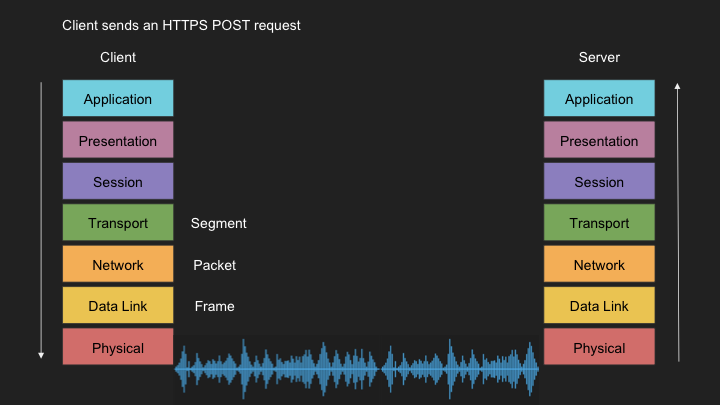 Client sends an HTTPS POST request
Client
Server
Application
Application
Presentation
Presentation
Session
Session
Transport
Segment
Transport
Network
Packet
Network
Data Link
Frame
Data Link
Physical
Physical